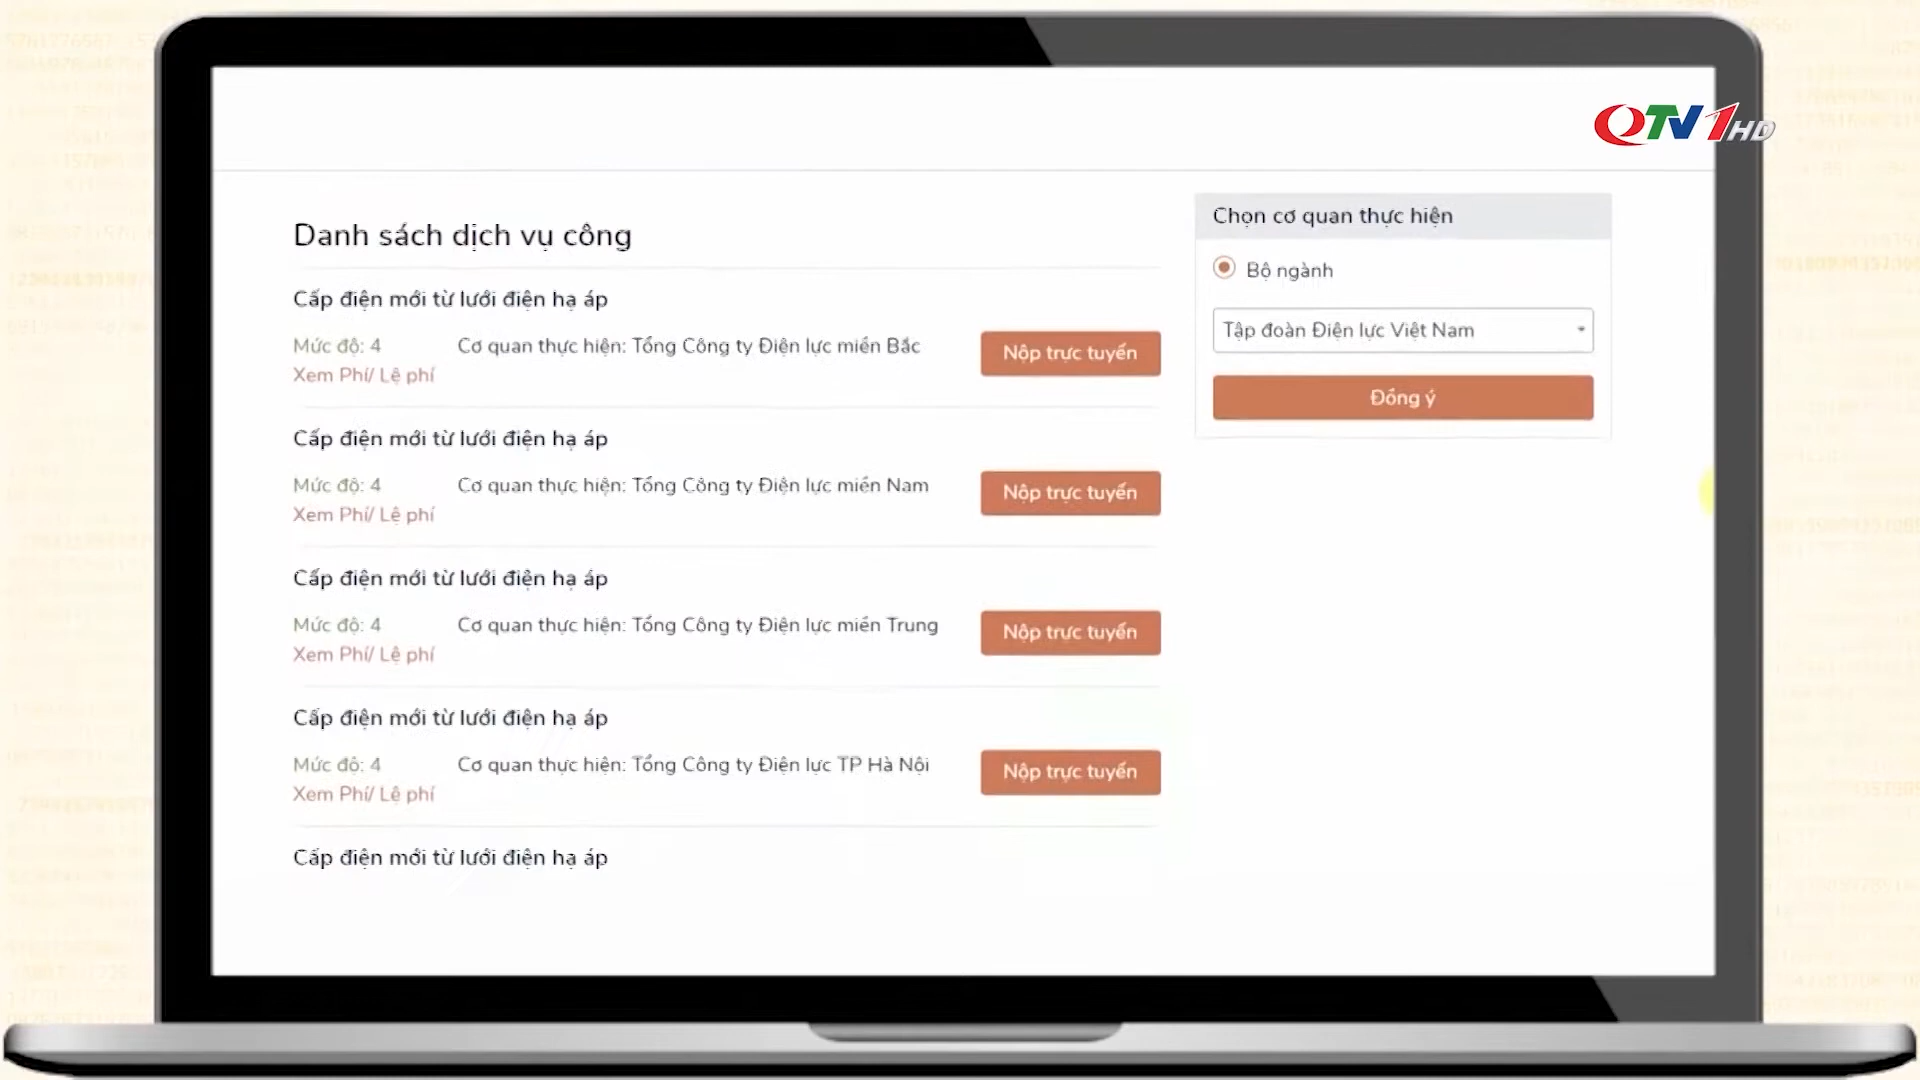 QTV1HD
Danh sách dịch vụ công
Cấp điện mới từ lưới điện hạ áp
Mức độ: 4
Cơ quan thực hiện: Tổng Công ty Điện lực miền Bắc
Nộp trực tuyến
Xem Phí/ Lệ phí
Cấp điện mới từ lưới điện hạ áp
Mức độ: 4
Cơ quan thực hiện: Tổng Công ty Điện lực miền Nam
Nộp trực tuyến
Xem Phí/ Lệ phí
Cấp điện mới từ lưới điện hạ áp
Mức độ: 4
Cơ quan thực hiện: Tổng Công ty Điện lực miền Trung
Nộp trực tuyến
Xem Phí/ Lệ phí
Cấp điện mới từ lưới điện hạ áp
Mức độ: 4
Cơ quan thực hiện: Tổng Công ty Điện lực TP Hà Nội
Nộp trực tuyến
Xem Phí/ Lệ phí
Cấp điện mới từ lưới điện hạ áp
Chọn cơ quan thực hiện
Bộ ngành
Tập đoàn Điện lực Việt Nam
Đồng ý